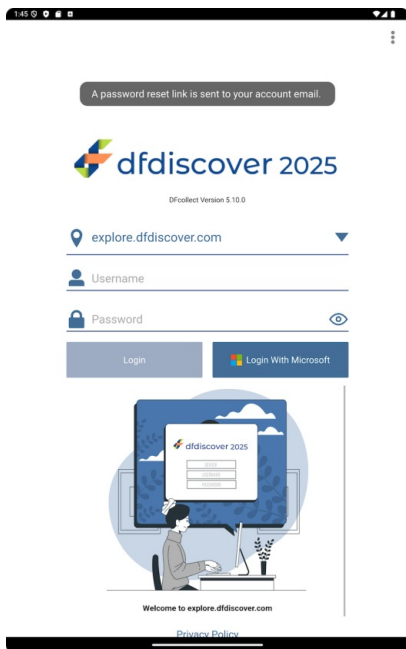 1:45
A password reset link is sent to your account email.
dfdiscover 2025
DFcollect Version 5.10.0
explore.dfdiscover.com
Username
Password
Login
Login With Microsoft
dfdiscover 2025
Welcome to explore.dfdiscover.com
Privacy Policy